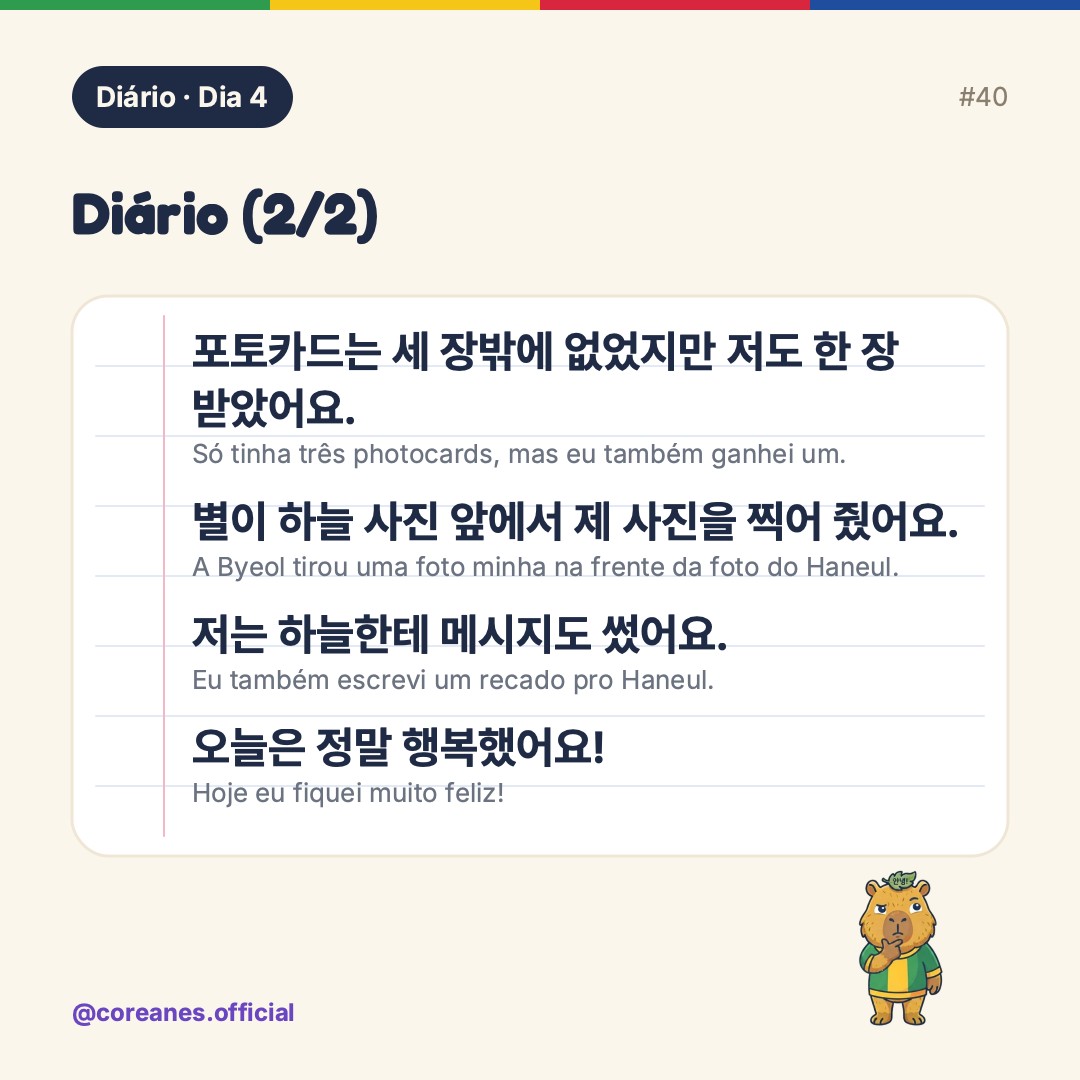 Diário · Dia 4
#40
Diário (2/2)
포토카드는 세 장밖에 없었지만 저도 한 장
받았어요.
Só tinha três photocards, mas eu também ganhei um.
별이 하늘 사진 앞에서 제 사진을 찍어 줬어요.
A Byeol tirou uma foto minha na frente da foto do Haneul.
저는 하늘한테 메시지도 썼어요.
Eu também escrevi um recado pro Haneul.
오늘은 정말 행복했어요!
Hoje eu fiquei muito feliz!
안녕!
@coreanes.official